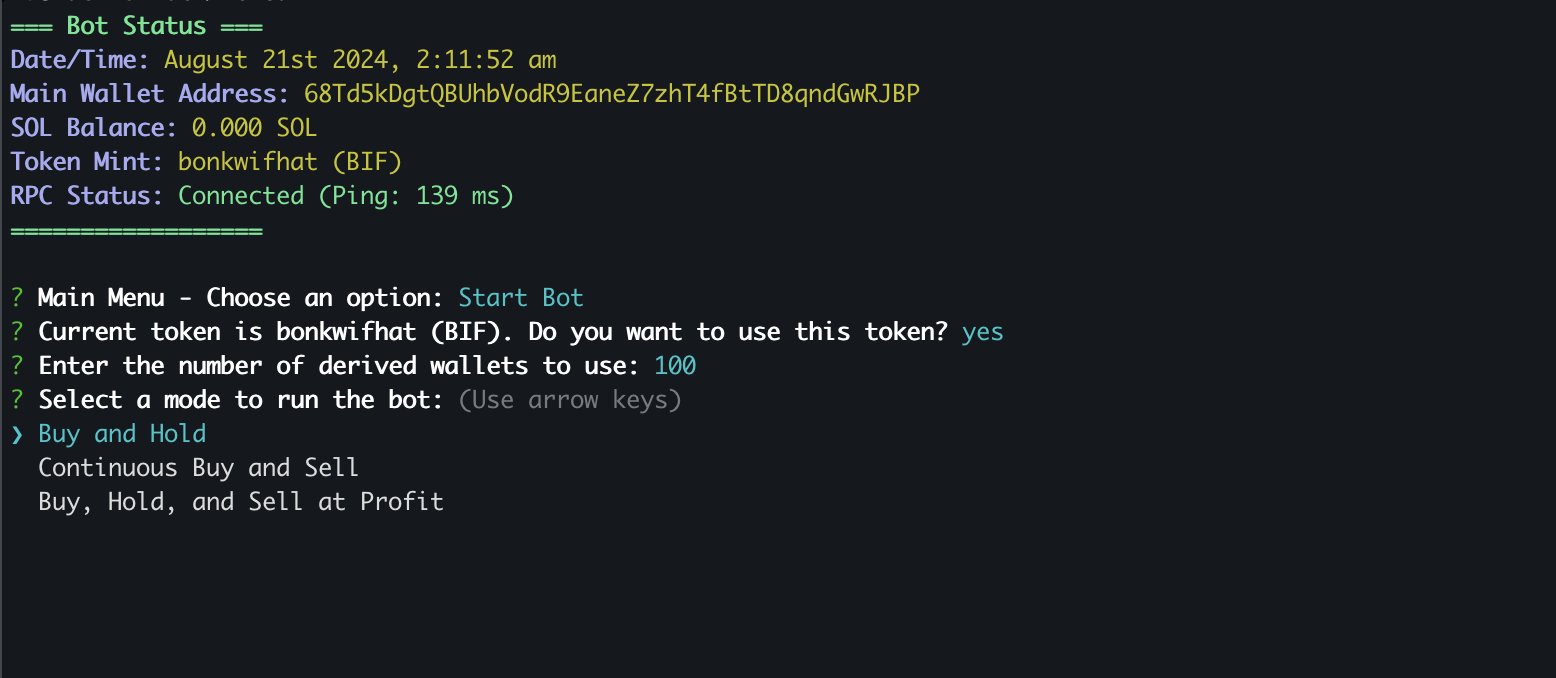 === Bot Status ===
Date/Time: August 21st 2024, 2:11:52 am
Main Wallet Address: 68Td5kDgtQBUhbVodR9EaneZ7zhT4fBtTD8qndGwRJBP
SOL Balance: 0.000 SOL
Token Mint: bonkwifhat (BIF)
RPC Status: Connected (Ping: 139 ms)
==================
? Main Menu - Choose an option: Start Bot
? Current token is bonkwifhat (BIF). Do you want to use this token? yes
? Enter the number of derived wallets to use: 100
? Select a mode to run the bot: (Use arrow keys)
❯ Buy and Hold
Continuous Buy and Sell
Buy, Hold, and Sell at Profit